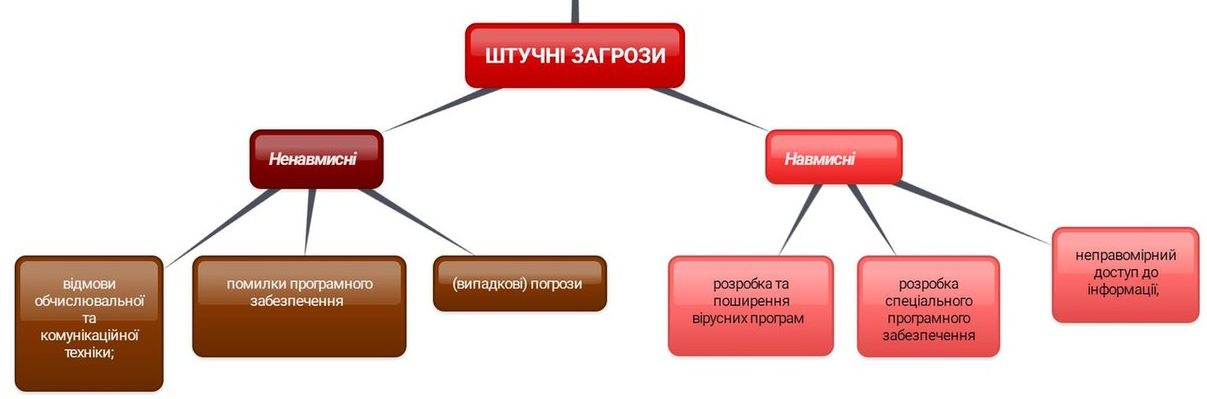 ШТУЧНІ ЗАГРОЗИ
Ненавмисні
Навмисні
відмови
обчислювальної
та
комунікаційної
техніки;
помилки програмного
забезпечення
(випадкові) погрози
розробка та
поширення
вірусних програм
розробка
спеціального
програмного
забезпечення
неправомірний
доступ до
інформації,